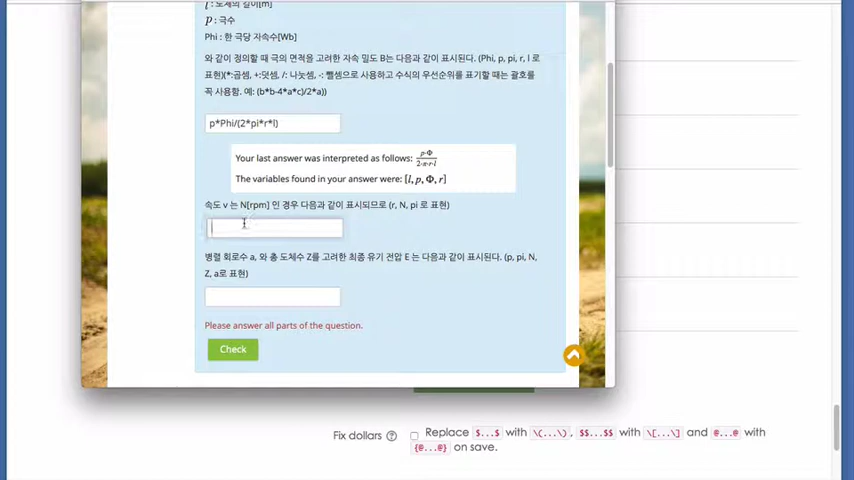 l : 도체의 길이[m]
p : 극수
Phi : 한 극당 자속수[Wb]
와 같이 정의할 때 극의 면적을 고려한 자속 밀도 B는 다음과 같이 표시된다. (Phi, p, pi, r, l 로
표현)(*:곱셈, +:덧셈, /: 나눗셈, -: 뺄셈으로 사용하고 수식의 우선순위를 표기할 때는 괄호를
꼭 사용함. 예: (b*b-4*a*c)/2*a))
p*Phi/(2*pi*r*l)
Your last answer was interpreted as follows: p·Φ / 2·π·r·l
The variables found in your answer were: [l, p, Φ, r]
속도 v 는 N[rpm] 인 경우 다음과 같이 표시되므로 (r, N, pi 로 표현)
병렬 회로수 a, 와 총 도체수 Z를 고려한 최종 유기 전압 E 는 다음과 같이 표시된다. (p, pi, N,
Z, a로 표현)
Please answer all parts of the question.
Check
Fix dollars ? Replace $...$ with \(...\), $$...$$ with \[...\] and @...@ with
{@...@} on save.